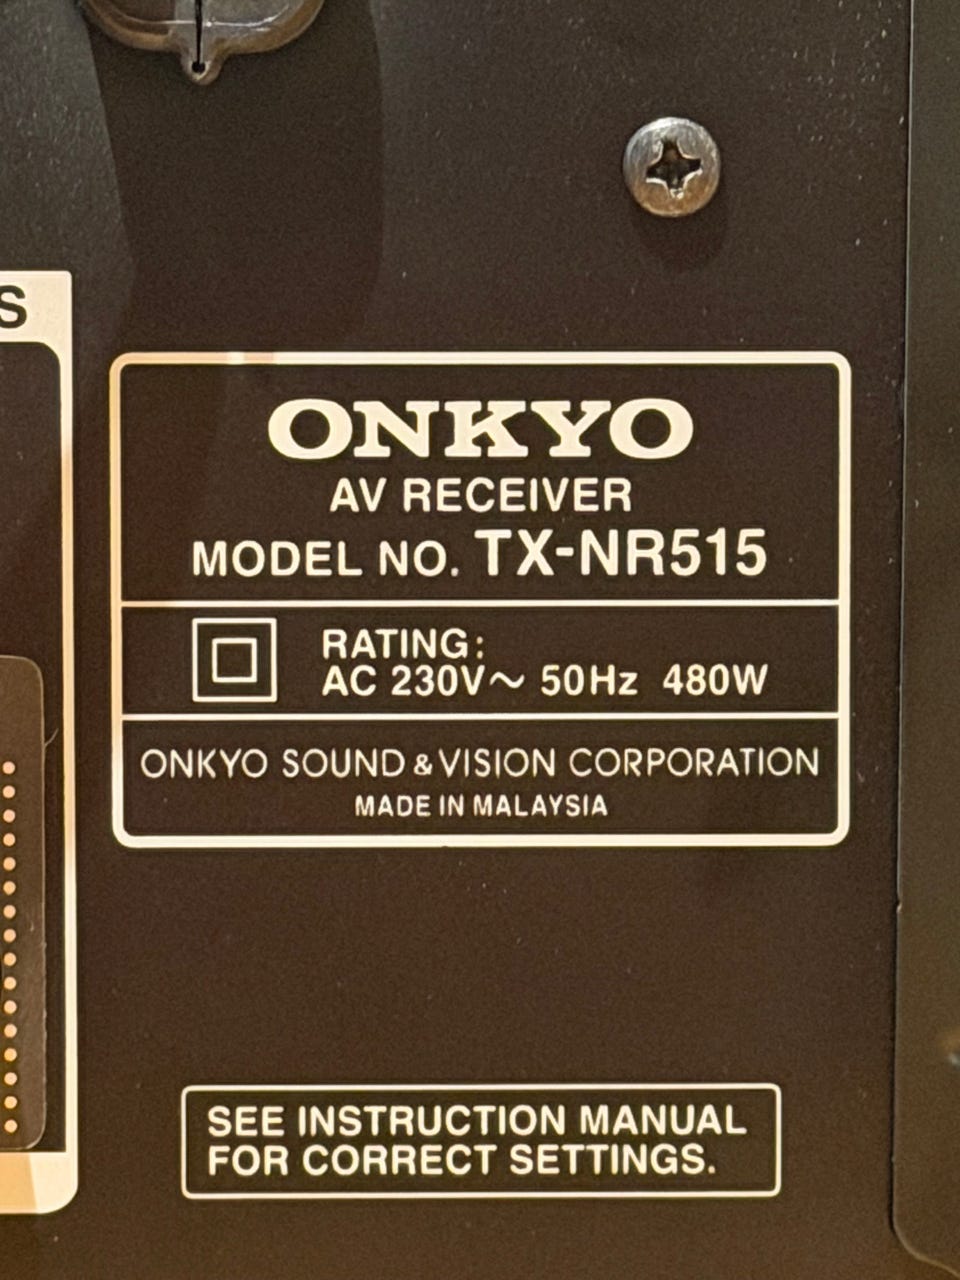 S
ONKYO
AV RECEIVER
MODEL NO. TX-NR515
RATING:
AC 230V~ 50Hz 480W
ONKYO SOUND & VISION CORPORATION
MADE IN MALAYSIA
SEE INSTRUCTION MANUAL
FOR CORRECT SETTINGS.